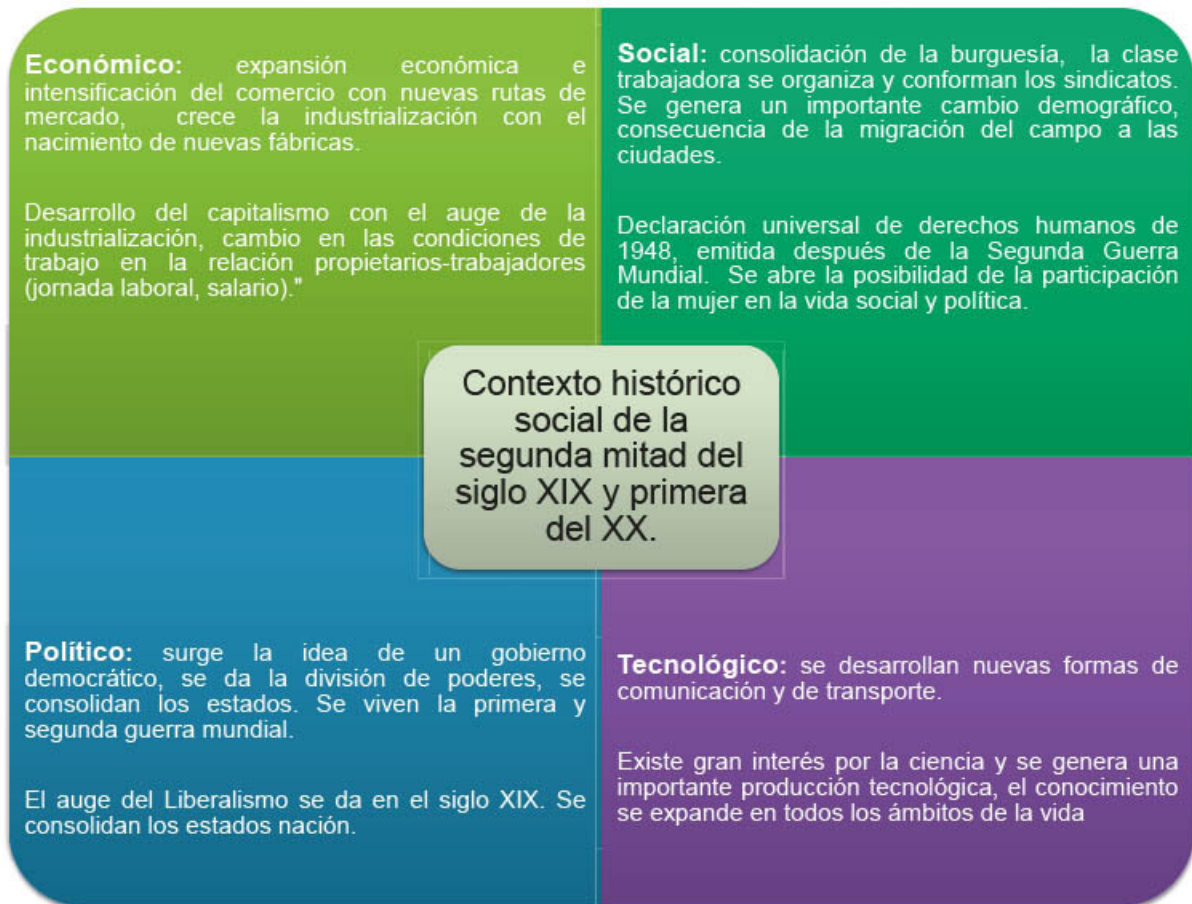 Económico: expansión económica e
intensificación del comercio con nuevas rutas de
mercado, crece la industrialización con el
nacimiento de nuevas fábricas.
Desarrollo del capitalismo con el auge de la
industrialización, cambio en las condiciones de
trabajo en la relación propietarios-trabajadores
(jornada laboral, salario)."
Social: consolidación de la burguesía, la clase
trabajadora se organiza y conforman los sindicatos.
Se genera un importante cambio demográfico,
consecuencia de la migración del campo a las
ciudades.
Declaración universal de derechos humanos de
1948, emitida después de la Segunda Guerra
Mundial. Se abre la posibilidad de la participación
de la mujer en la vida social y política.
Contexto histórico
social de la
segunda mitad del
siglo XIX y primera
del XX.
Político: surge la idea de un gobierno
democrático, se da la división de poderes, se
consolidan los estados. Se viven la primera y
segunda guerra mundial.
El auge del Liberalismo se da en el siglo XIX. Se
consolidan los estados nación.
Tecnológico: se desarrollan nuevas formas de
comunicación y de transporte.
Existe gran interés por la ciencia y se genera una
importante producción tecnológica, el conocimiento
se expande en todos los ámbitos de la vida